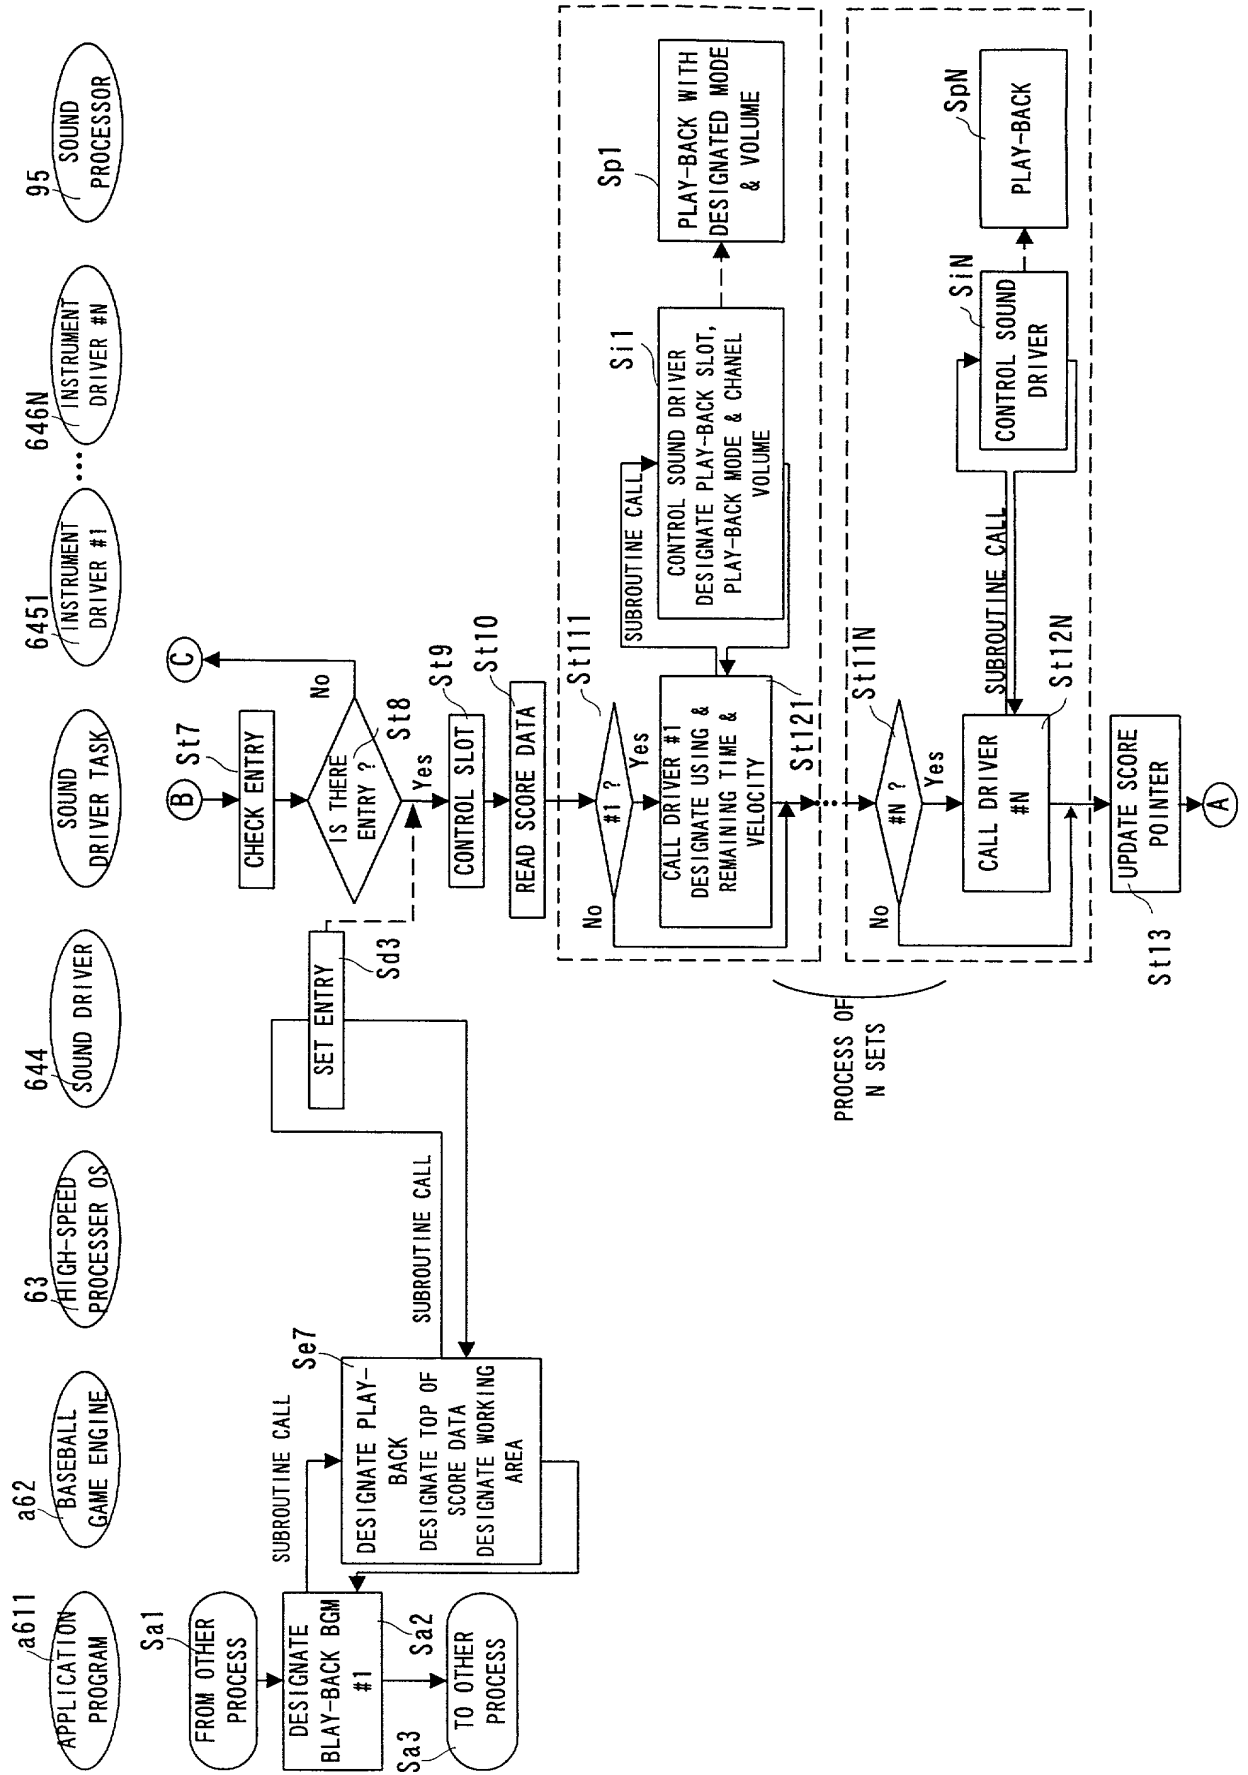 a611
APPLICATION
PROGRAM
a62
BASEBALL
GAME ENGINE
63
HIGH-SPEED
PROCESSER OS
644
SOUND DRIVER
SOUND
DRIVER TASK
6451
INSTRUMENT
DRIVER #1
646N
INSTRUMENT
DRIVER #N
95
SOUND
PROCESSOR
Sa1
FROM OTHER
PROCESS
DESIGNATE
BLAY-BACK BGM
#1
Sa2
TO OTHER
PROCESS
Sa3
SUBROUTINE CALL
Se7
DESIGNATE PLAY-
BACK
DESIGNATE TOP OF
SCORE DATA
DESIGNATE WORKING
AREA
SUBROUTINE CALL
SET ENTRY
Sd3
B
St7
CHECK ENTRY
C
No
IS THERE
ENTRY ?
St8
Yes
St9
CONTROL SLOT
St10
READ SCORE DATA
St111
#1 ?
No
Yes
CALL DRIVER #1
DESIGNATE USING &
REMAINING TIME &
VELOCITY
St121
SUBROUTINE CALL
Si1
CONTROL SOUND DRIVER
DESIGNATE PLAY-BACK SLOT,
PLAY-BACK MODE & CHANEL
VOLUME
Sp1
PLAY-BACK WITH
DESIGNATED MODE
& VOLUME
PROCESS OF
N SETS
St11N
#N ?
No
Yes
CALL DRIVER
#N
St12N
SUBROUTINE CALL
SiN
CONTROL SOUND
DRIVER
SpN
PLAY-BACK
UPDATE SCORE
POINTER
St13
A